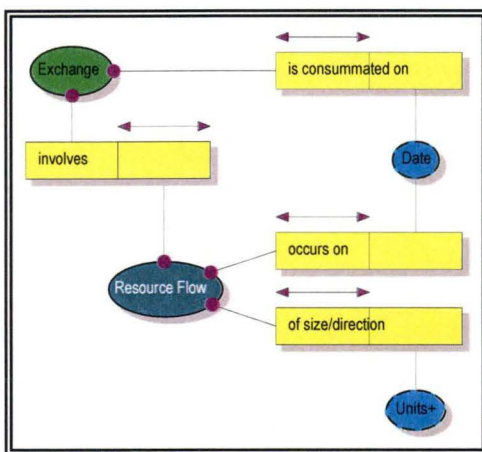 Exchange
is consummated on
involves
Date
occurs on
Resource Flow
of size/direction
Units+